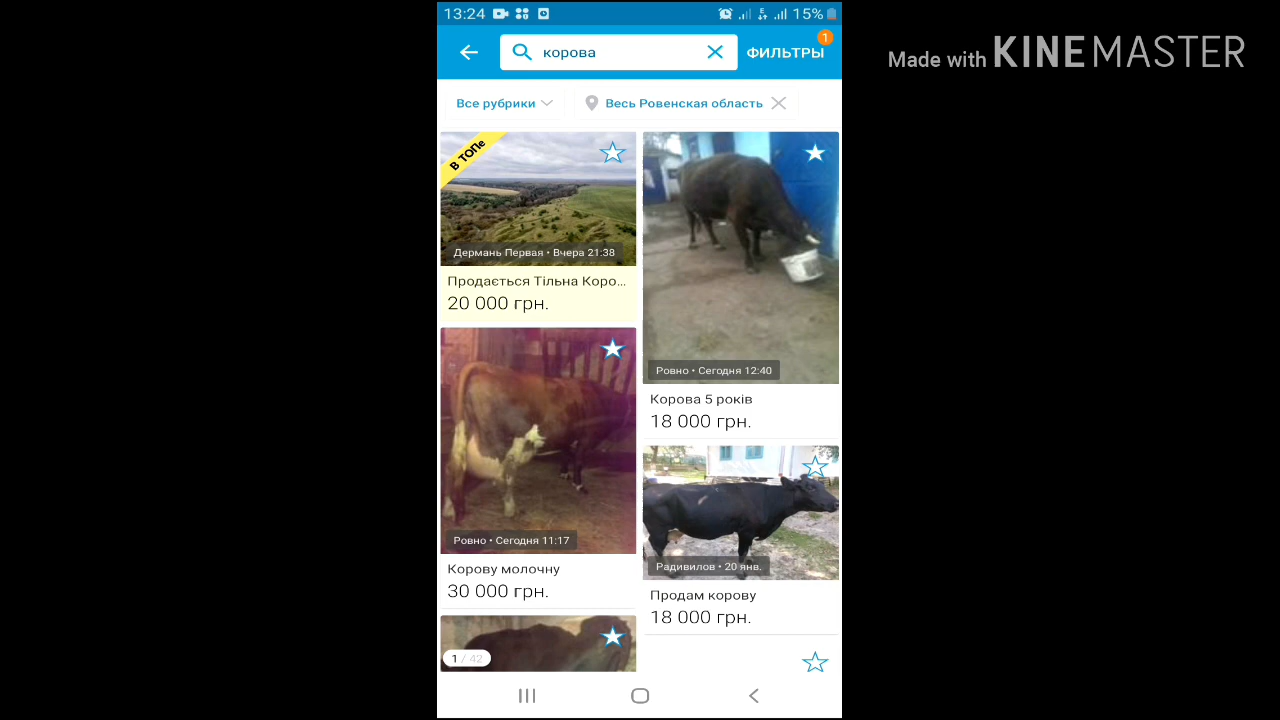 13:24
E
15%
корова
ФИЛЬТРЫ
1
Made with KINEMASTER
Все рубрики
Весь Ровенская область
В ТОПе
Дермань Первая • Вчера 21:38
Продається Тільна Коро...
20 000 грн.
Ровно • Сегодня 12:40
Корова 5 років
18 000 грн.
Ровно • Сегодня 11:17
Корову молочну
30 000 грн.
Радивилов • 20 янв.
Продам корову
18 000 грн.
1 / 42